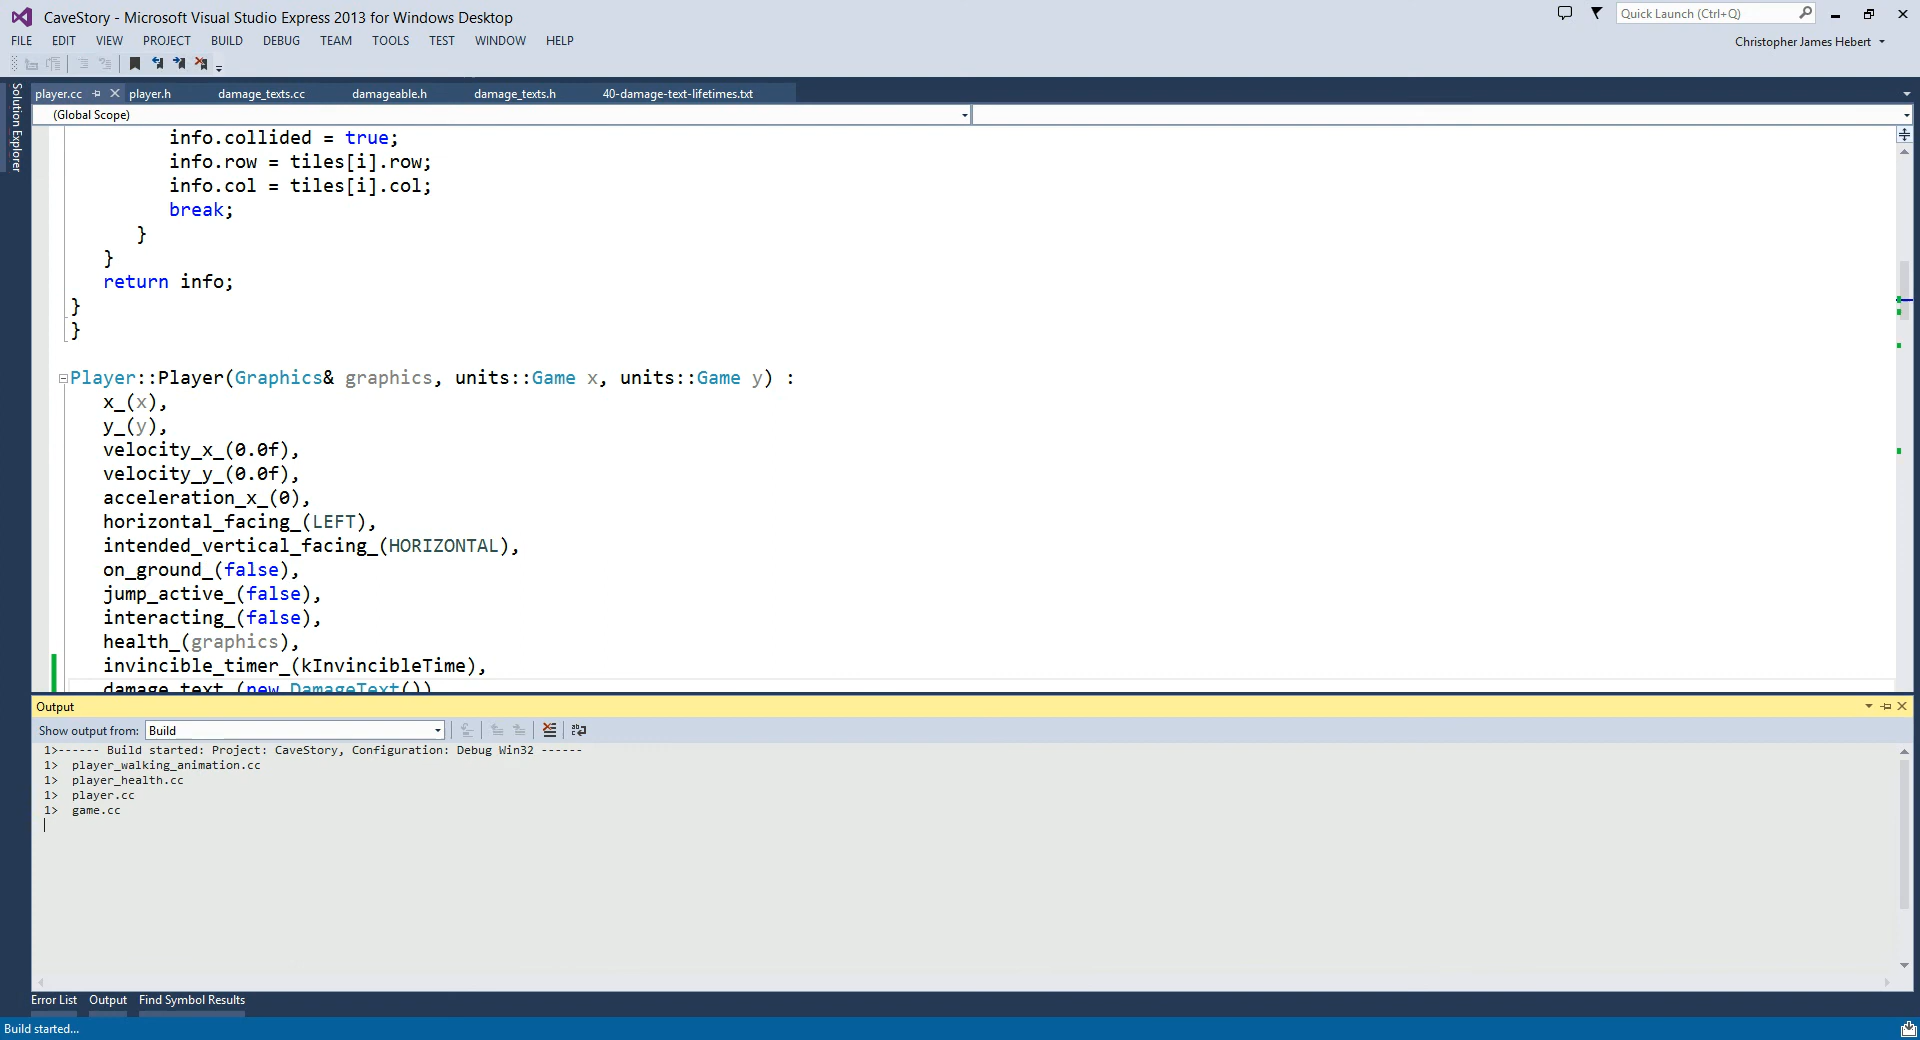 CaveStory - Microsoft Visual Studio Express 2013 for Windows Desktop
Quick Launch (Ctrl+Q)
FILE EDIT VIEW PROJECT BUILD DEBUG TEAM TOOLS TEST WINDOW HELP
Christopher James Hebert
Solution Explorer
player.cc player.h damage_texts.cc damageable.h damage_texts.h 40-damage-text-lifetimes.txt
(Global Scope)
info.collided = true;
info.row = tiles[i].row;
info.col = tiles[i].col;
break;
}
}
return info;
}
}
Player::Player(Graphics& graphics, units::Game x, units::Game y) :
x_(x),
y_(y),
velocity_x_(0.0f),
velocity_y_(0.0f),
acceleration_x_(0),
horizontal_facing_(LEFT),
intended_vertical_facing_(HORIZONTAL),
on_ground_(false),
jump_active_(false),
interacting_(false),
health_(graphics),
invincible_timer_(kInvincibleTime),
damage_text_(new DamageText())
Output
Show output from: Build
1>------ Build started: Project: CaveStory, Configuration: Debug Win32 ------
1> player_walking_animation.cc
1> player_health.cc
1> player.cc
1> game.cc
Error List Output Find Symbol Results
Build started...